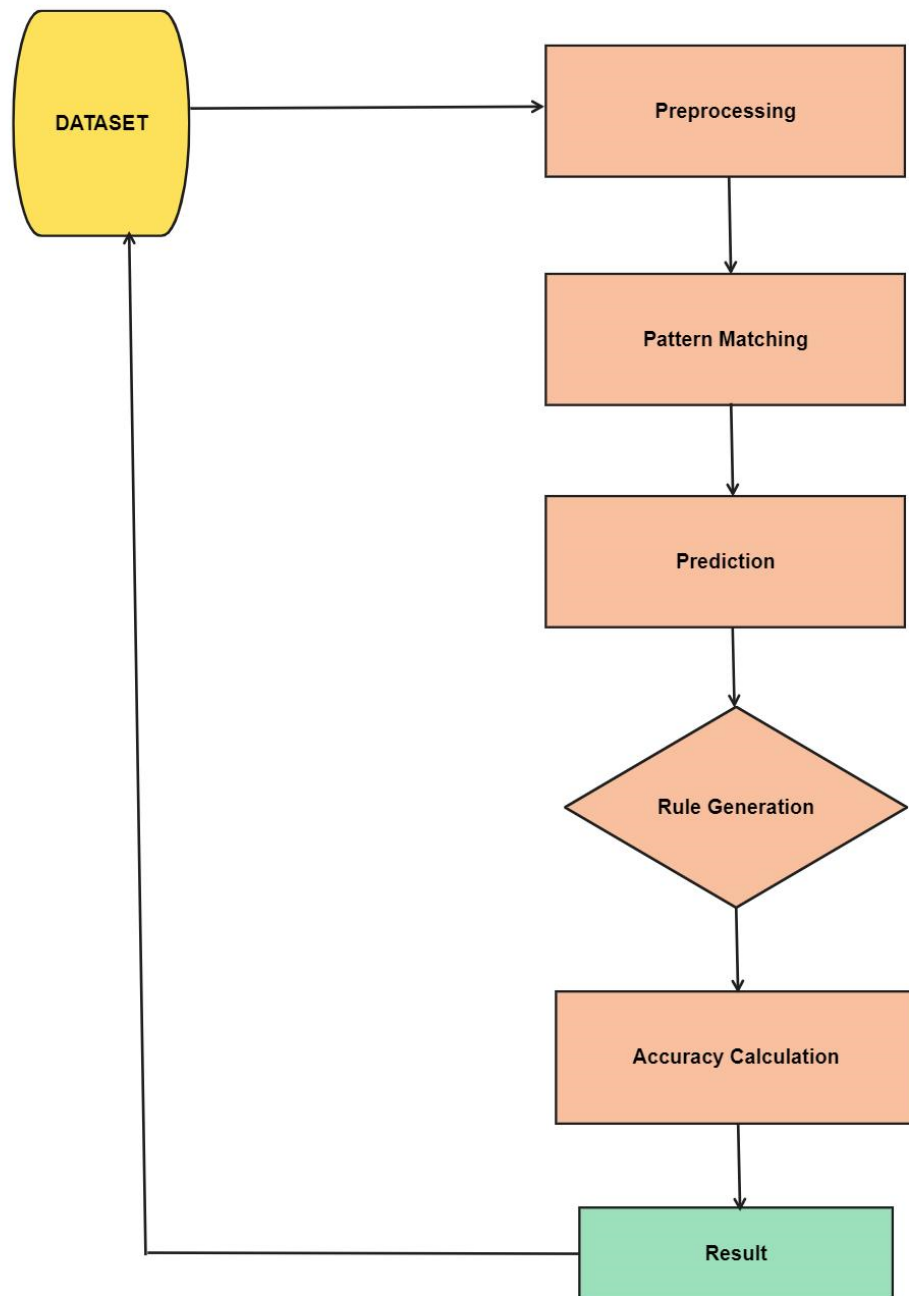 DATASET
Preprocessing
Pattern Matching
Prediction
Rule Generation
Accuracy Calculation
Result